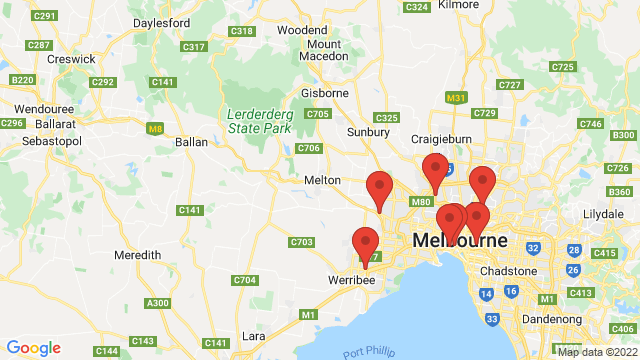 C291
Daylesford
C324
Kilmore
C287
C317
C318
Woodend
Creswick
Mount
Macedon
C725
B220
C292
C141
Gisborne
M31
C729
Wendouree
C705
C325
C746
C296
Ballarat
M8
Lerderderg
State Park
Sunbury
Craigieburn
B300
Sebastopol
Ballan
C706
C726
Melton
M80
B360
C141
Lilydale
C703
Melbourne
32
28
C415
Meredith
C704
Werribee
Chadstone
26
C413
A300
14
16
M1
C404
M1
33
Dandenong
C143
Lara
C406
C144
C141
Port Phillip
Google
Map data ©2022